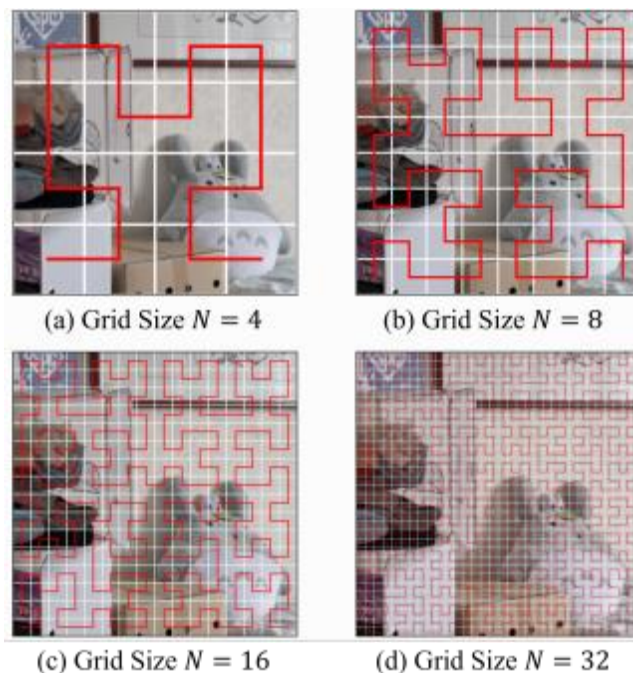 (a) Grid Size 𝑁 = 4
(b) Grid Size 𝑁 = 8
(c) Grid Size 𝑁 = 16
(d) Grid Size 𝑁 = 32